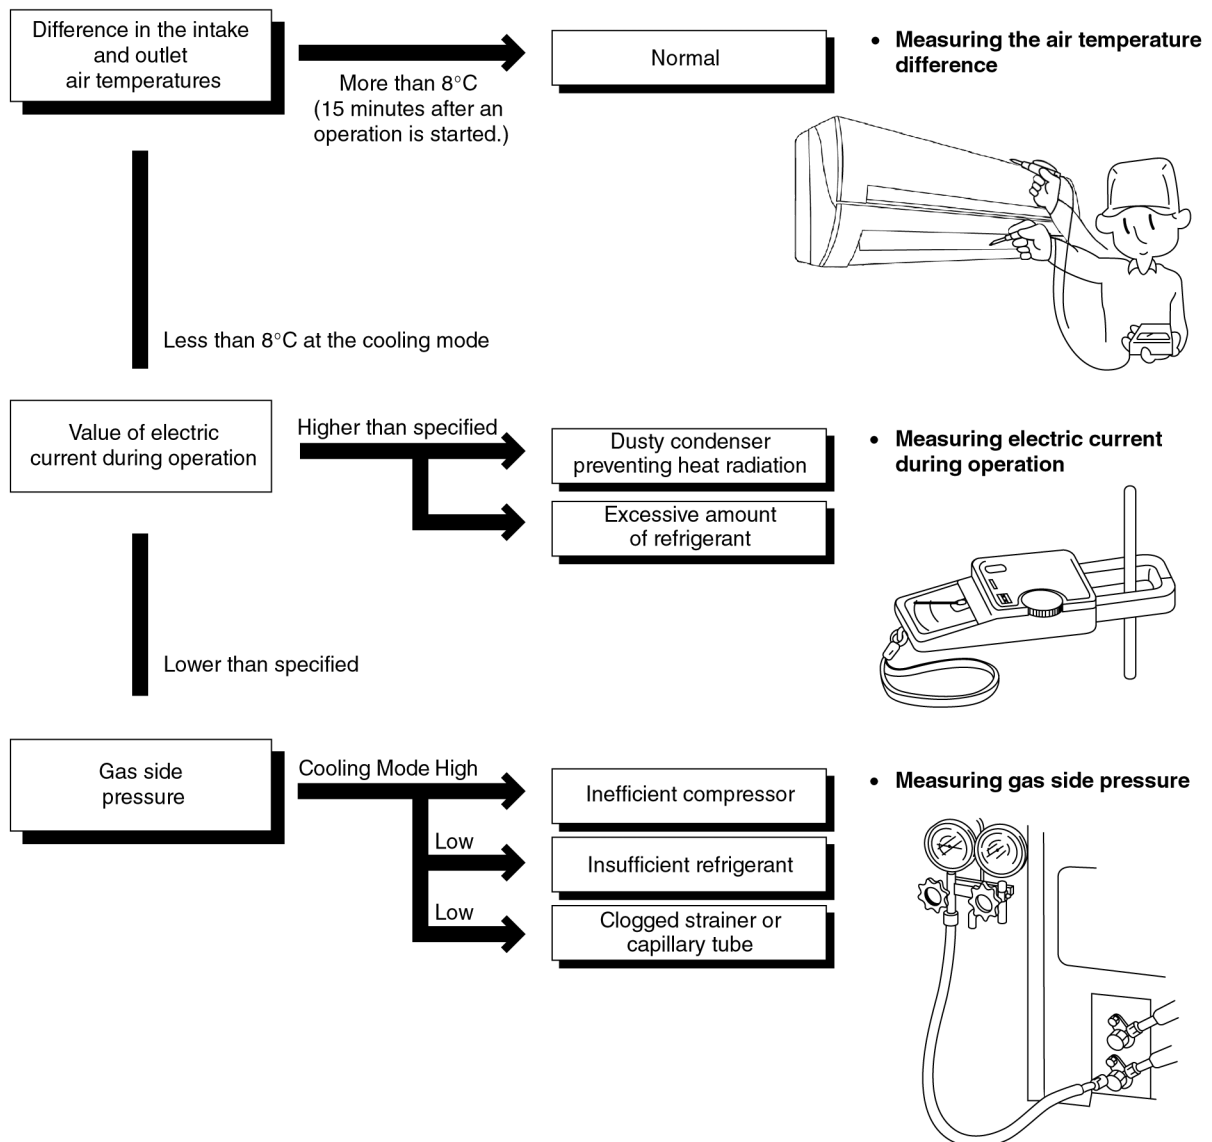 Difference in the intake
and outlet
air temperatures
More than 8°C
(15 minutes after an
operation is started.)
Normal
• Measuring the air temperature
difference
Less than 8°C at the cooling mode
Value of electric
current during operation
Higher than specified
Dusty condenser
preventing heat radiation
Excessive amount
of refrigerant
• Measuring electric current
during operation
Lower than specified
Gas side
pressure
Cooling Mode High
Inefficient compressor
Low
Insufficient refrigerant
Low
Clogged strainer or
capillary tube
• Measuring gas side pressure